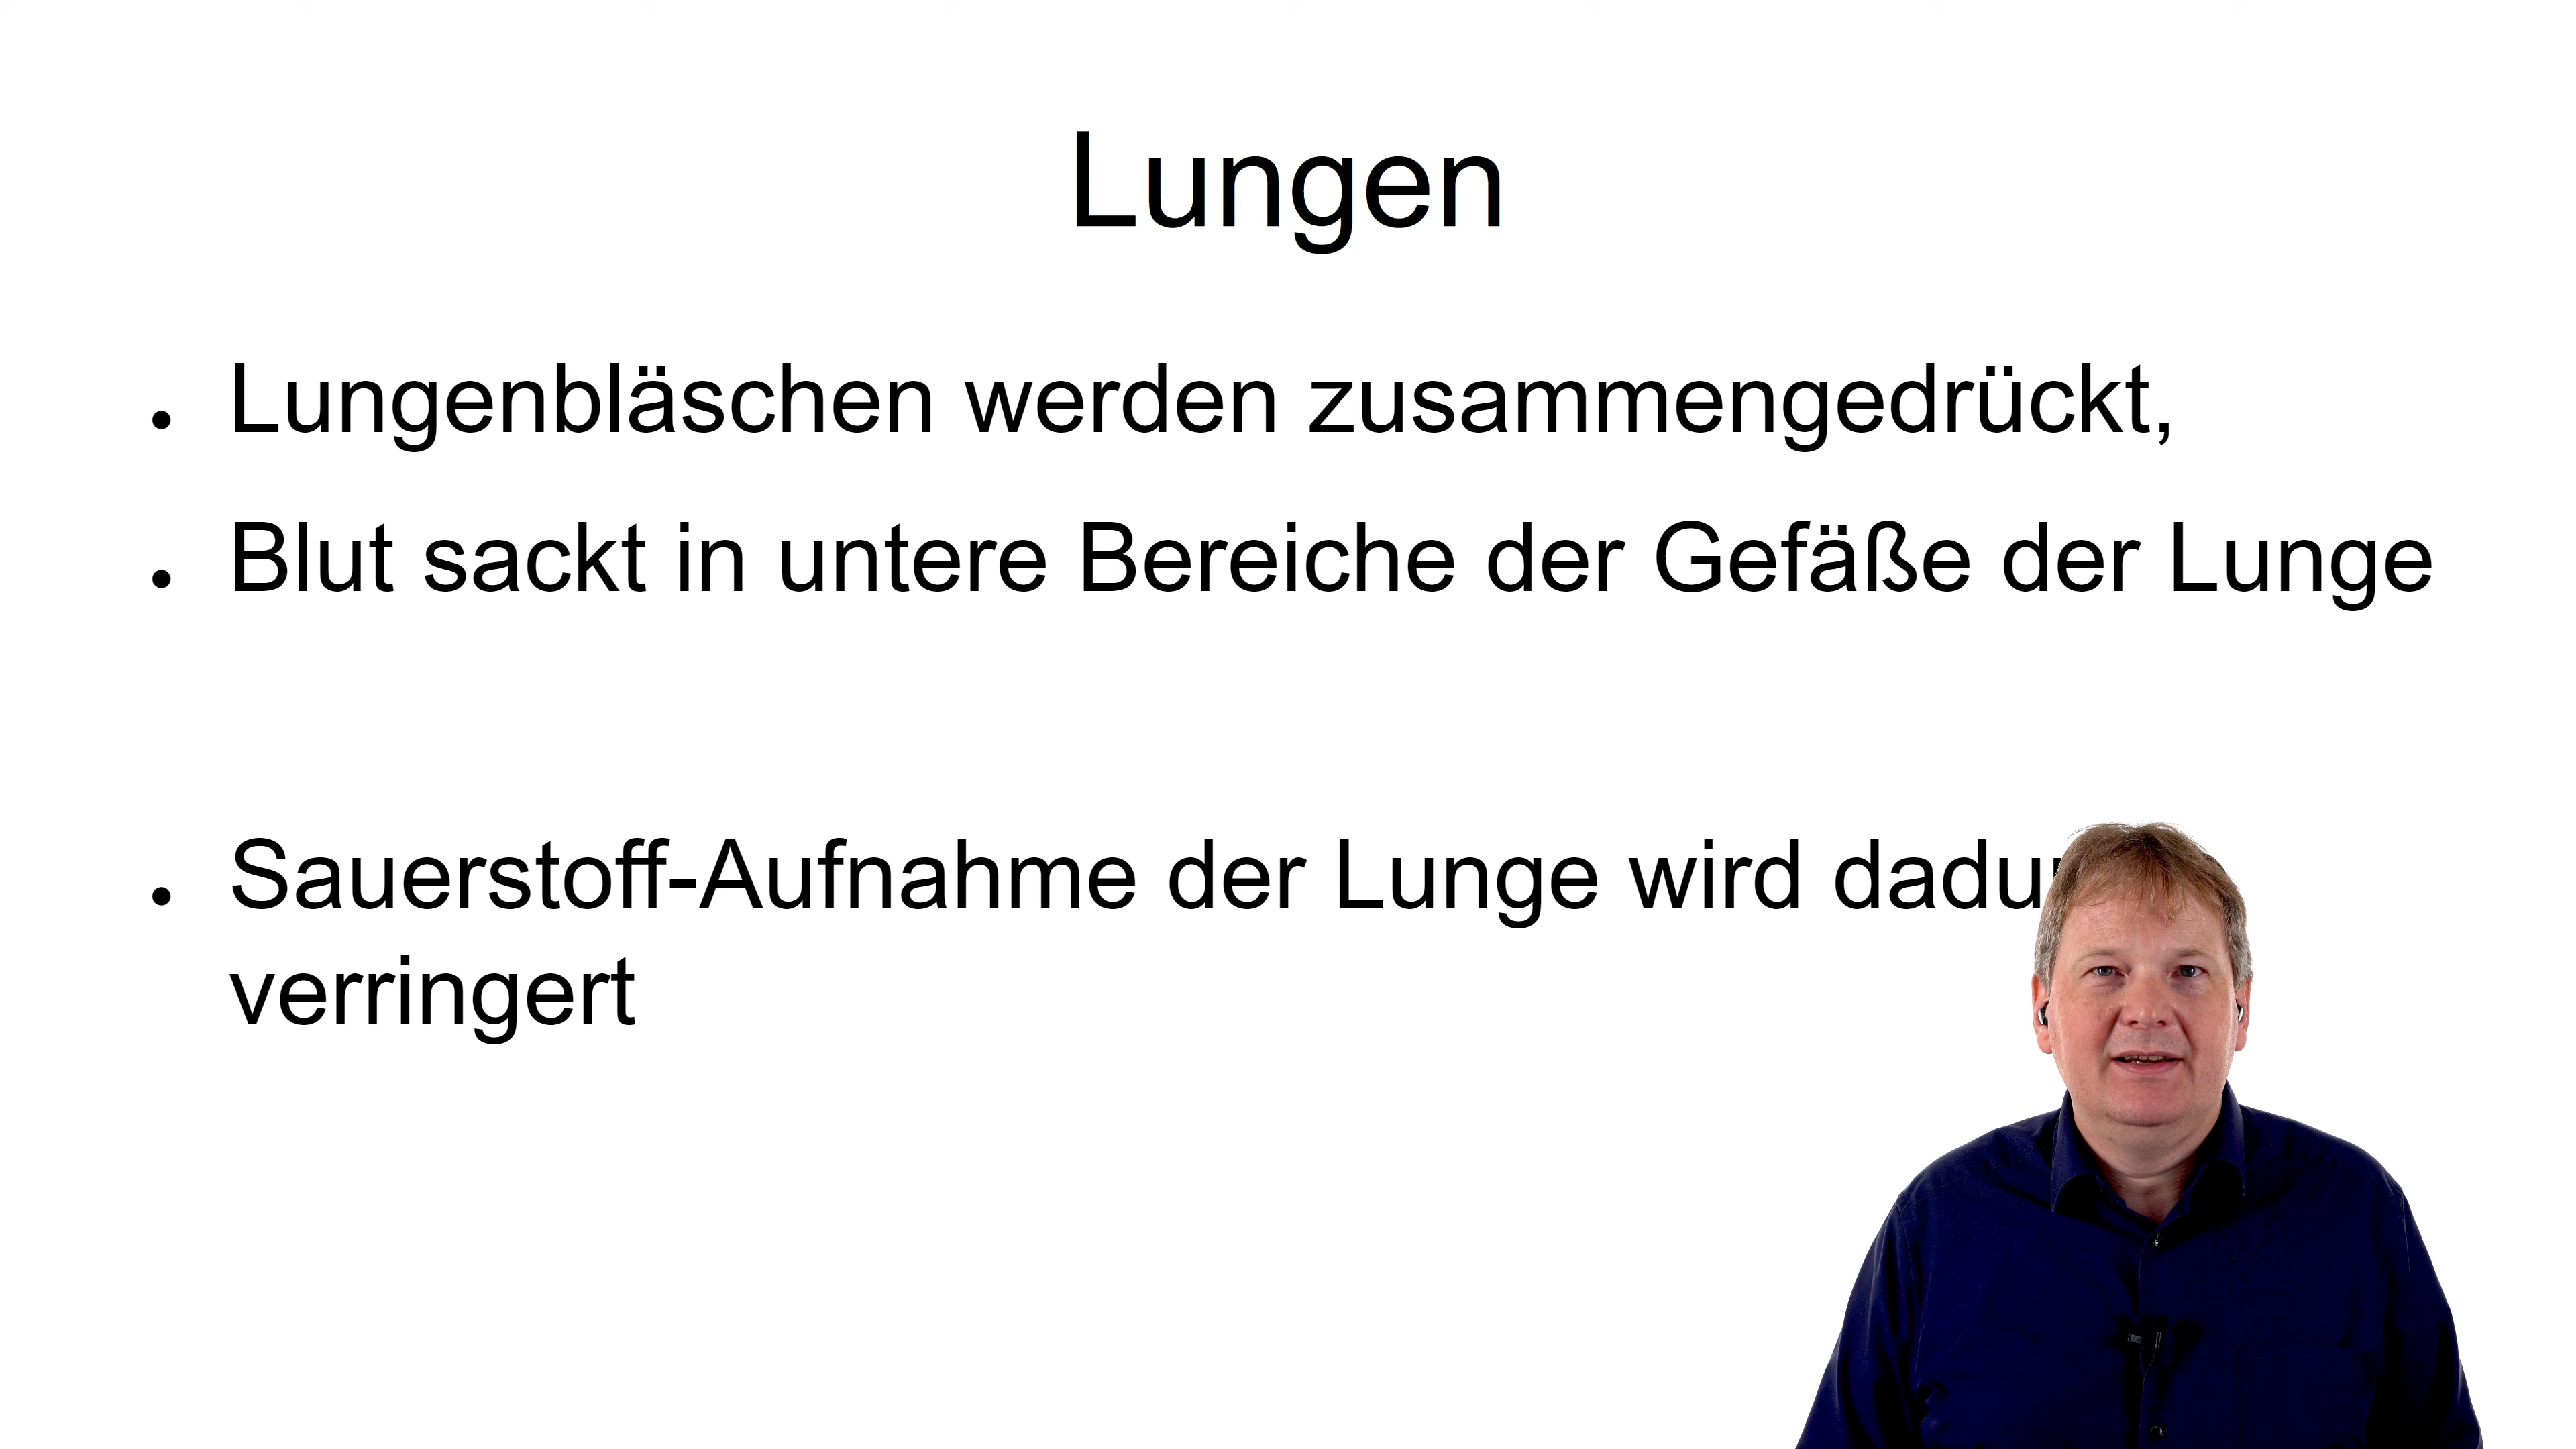 Lungen
Lungenbläschen werden zusammengedrückt,
Blut sackt in untere Bereiche der Gefäße der Lunge
Sauerstoff-Aufnahme der Lunge wird
verringert